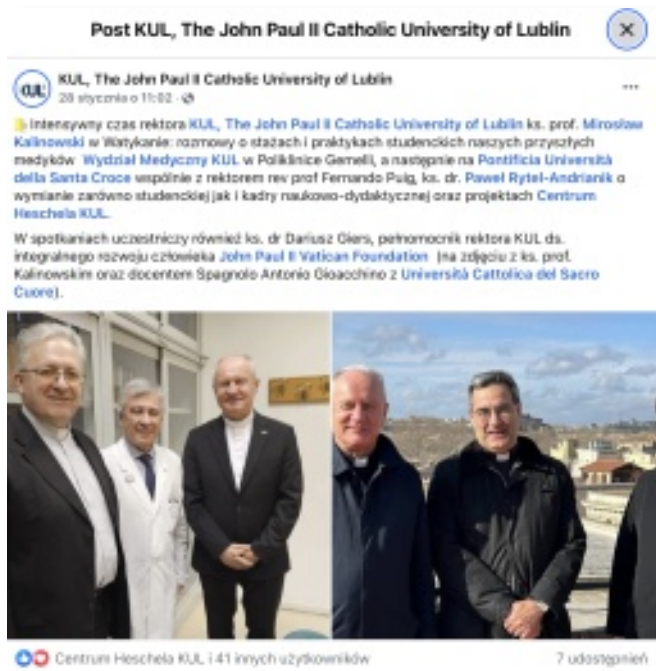 Post KUL, The John Paul II Catholic University of Lublin
KUL
KUL, The John Paul II Catholic University of Lublin
28 stycznia o 11:02
Intensywny czas rektora KUL, The John Paul II Catholic University of Lublin ks. prof. Mirosław
Kalinowski w Watykanie: rozmowy o stażach i praktykach studenckich naszych przyszłych
medyków Wydział Medyczny KUL w Poliklinice Gemelli, a następnie na Pontificia Università
della Santa Croce wspólnie z rektorem rev prof Fernando Puig, ks. dr. Paweł Rytel-Andrianik o
wymianie zarówno studenckiej jak i kadry naukowo-dydaktycznej oraz projektach Centrum
Heschela KUL.
W spotkaniach uczestniczy również ks. dr Dariusz Giers, pełnomocnik rektora KUL ds.
integralnego rozwoju człowieka John Paul II Vatican Foundation (na zdjęciu z ks. prof.
Kalinowskim oraz docentem Spagnolo Antonio Gioacchino z Università Cattolica del Sacro
Cuore).
Centrum Heschela KUL i 41 innych użytkowników
7 udostępnień